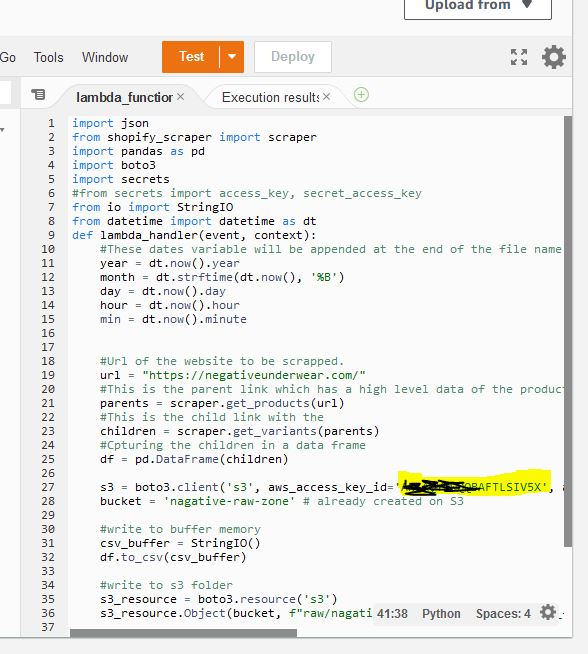 Upload from
Go Tools Window Test Deploy
lambda_function Execution results
1 import json
2 from shopify_scraper import scraper
3 import pandas as pd
4 import boto3
5 import secrets
6 #from secrets import access_key, secret_access_key
7 from io import StringIO
8 from datetime import datetime as dt
9 def lambda_handler(event, context):
10 #These dates variable will be appended at the end of the file name
11 year = dt.now().year
12 month = dt.strftime(dt.now(), '%B')
13 day = dt.now().day
14 hour = dt.now().hour
15 min = dt.now().minute
16
17
18 #Url of the website to be scrapped.
19 url = "https://negativeunderwear.com/"
20 #This is the parent link which has a high level data of the produc
21 parents = scraper.get_products(url)
22 #This is the child link with the
23 children = scraper.get_variants(parents)
24 #Cpturing the children in a data frame
25 df = pd.DataFrame(children)
26
27 s3 = boto3.client('s3', aws_access_key_id='
28 bucket = 'nagative-raw-zone' # already created on S3
29
30 #write to buffer memory
31 csv_buffer = StringIO()
32 df.to_csv(csv_buffer)
33
34 #write to s3 folder
35 s3_resource = boto3.resource('s3')
36 s3_resource.Object(bucket, f"raw/nagati
37
41:38 Python Spaces: 4